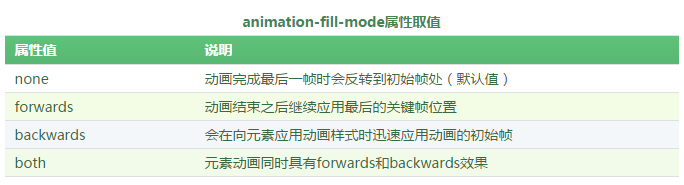 animation-fill-mode属性取值
属性值 说明
none 动画完成最后一帧时会反转到初始帧处（默认值）
forwards 动画结束之后继续应用最后的关键帧位置
backwards 会在向元素应用动画样式时迅速应用动画的初始帧
both 元素动画同时具有forwards和backwards效果